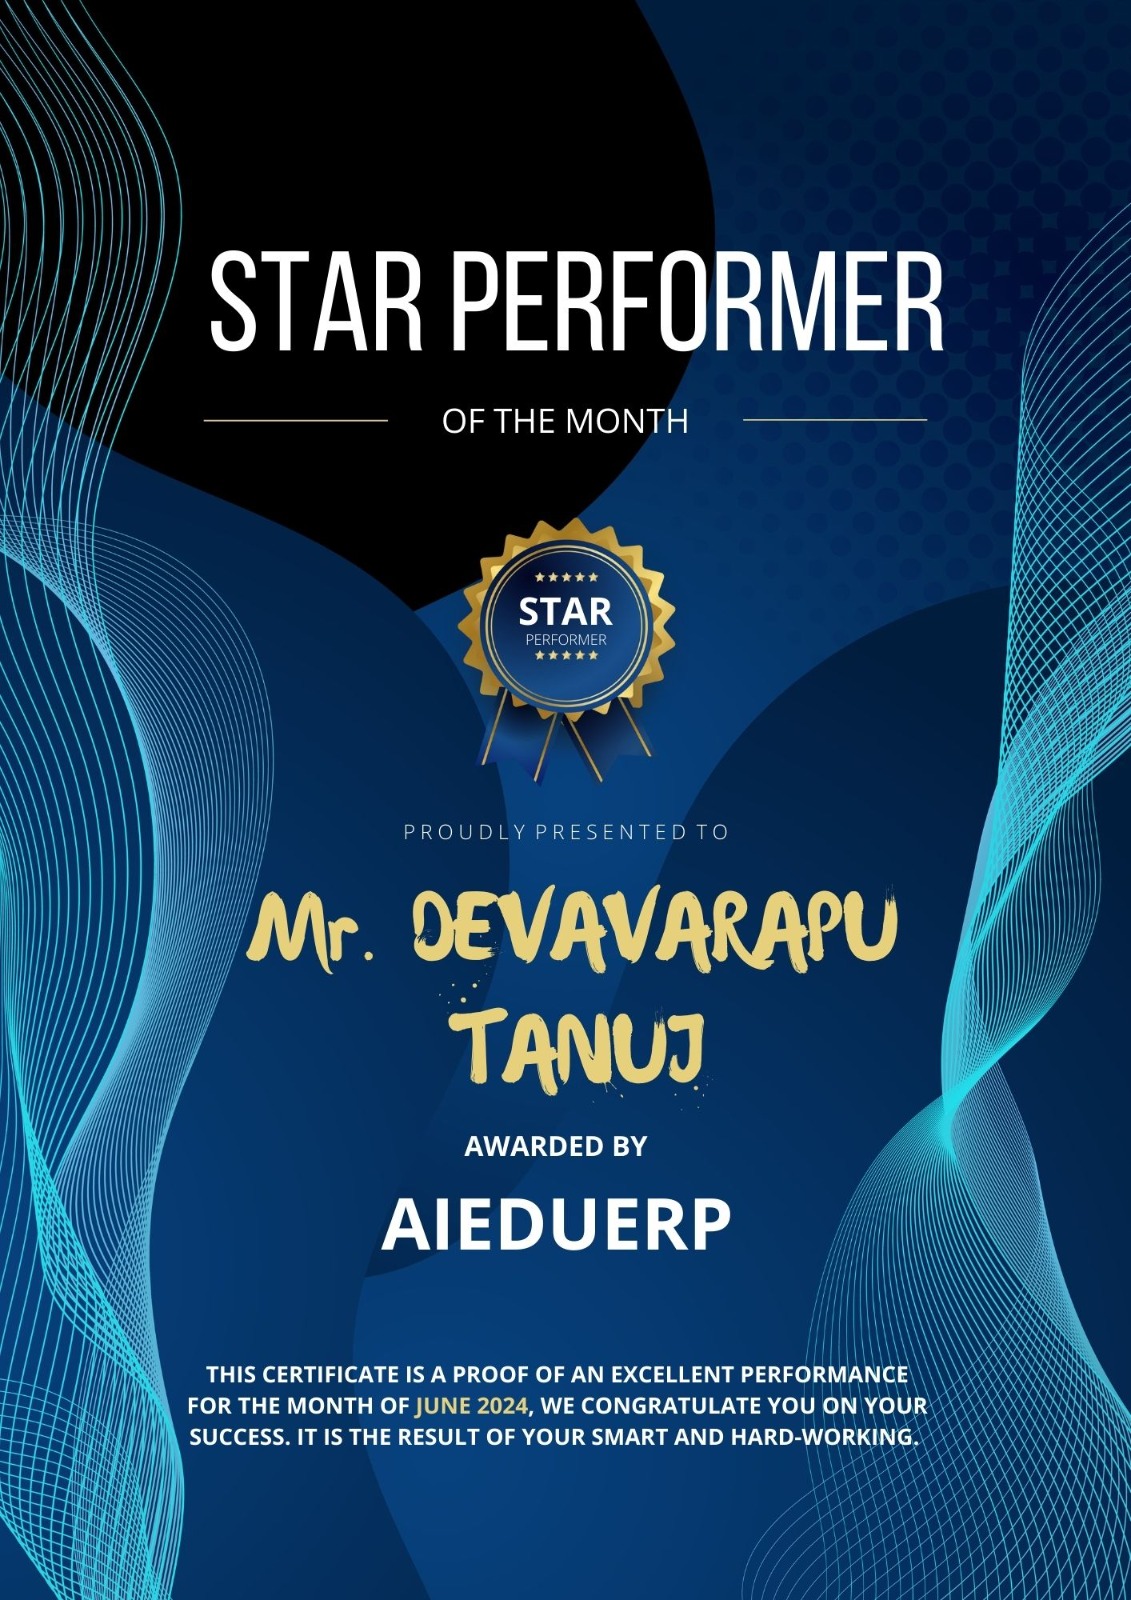 STAR PERFORMER
OF THE MONTH
STAR
PERFORMER
PROUDLY PRESENTED TO
Mr. DEVAVARAPU
TANUJ
AWARDED BY
AIEDUERP
THIS CERTIFICATE IS A PROOF OF AN EXCELLENT PERFORMANCE
FOR THE MONTH OF JUNE 2024, WE CONGRATULATE YOU ON YOUR
SUCCESS. IT IS THE RESULT OF YOUR SMART AND HARD-WORKING.